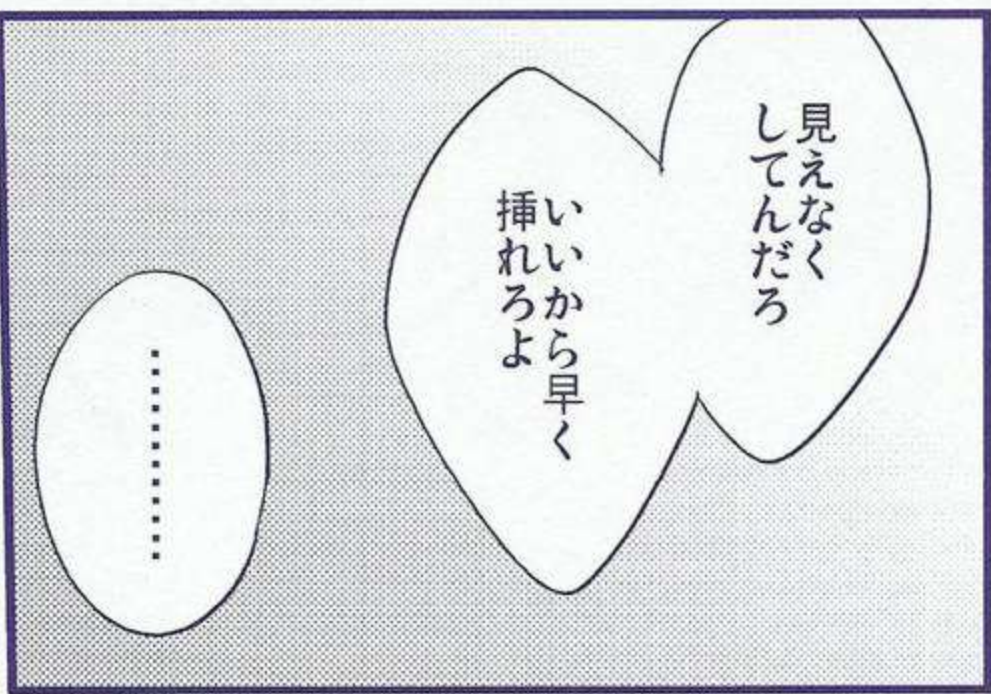 見えなく
してんだろ
いいから早く
挿れろよ
…………